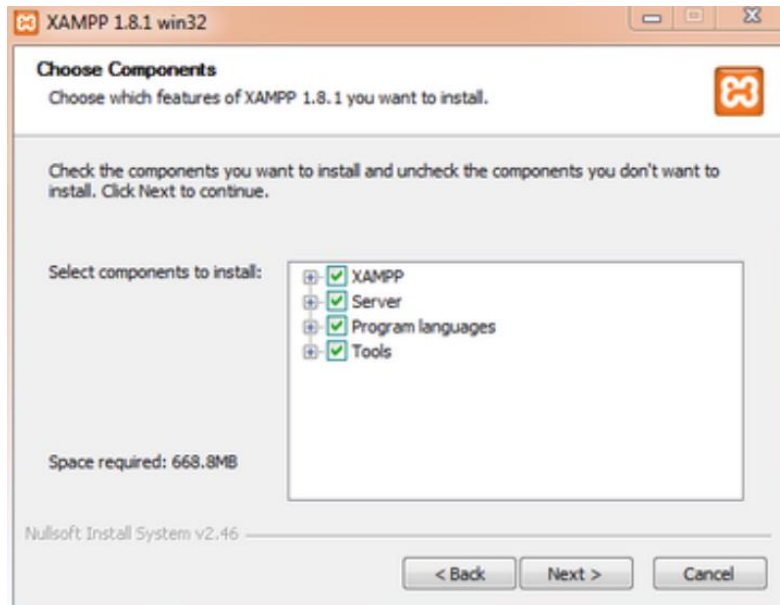 XAMPP 1.8.1 win32
Choose Components
Choose which features of XAMPP 1.8.1 you want to install.
Check the components you want to install and uncheck the components you don't want to
install. Click Next to continue.
Select components to install:
XAMPP
Server
Program languages
Tools
Space required: 668.8MB
Nullsoft Install System v2.46
< Back
Next >
Cancel